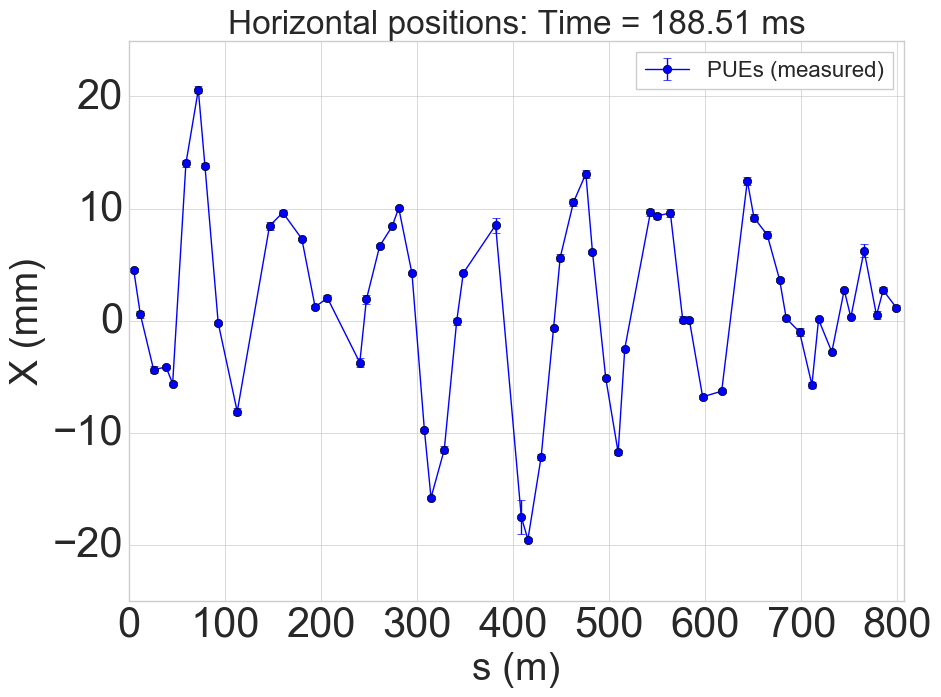 Horizontal positions: Time = 188.51 ms
PUEs (measured)
20
10
0
−10
−20
X (mm)
0 100 200 300 400 500 600 700 800
s (m)